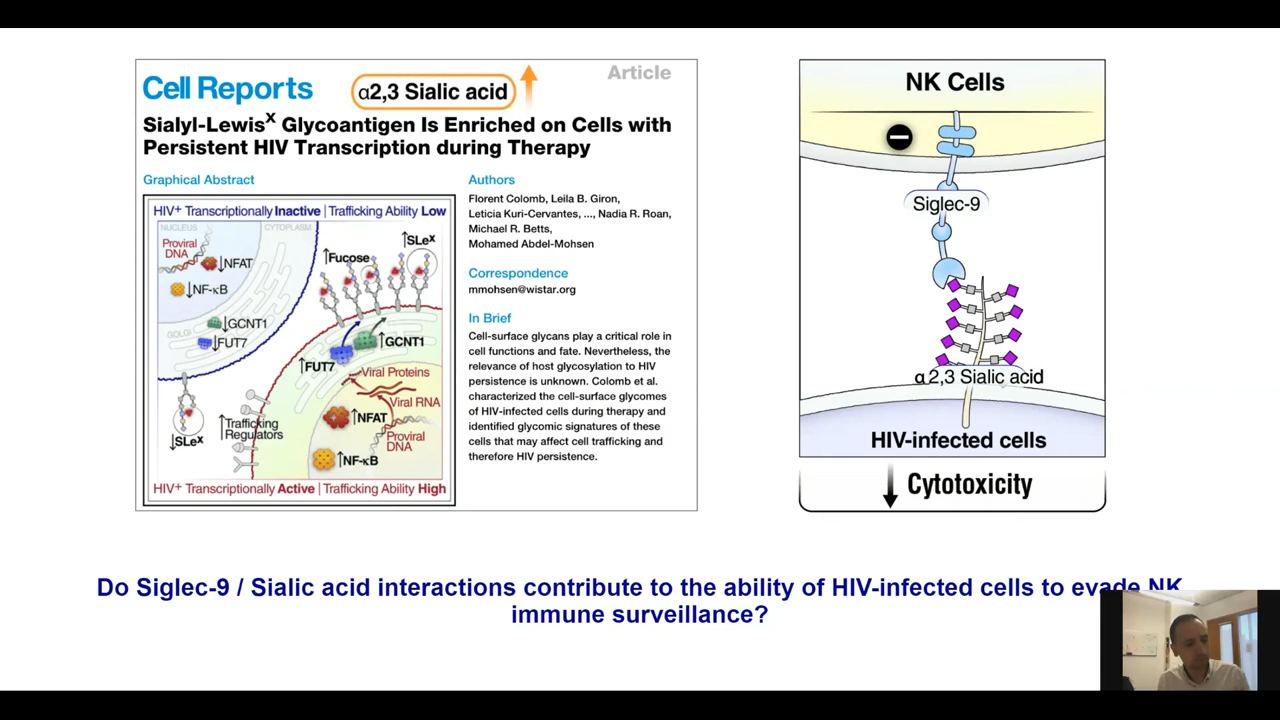 Cell Reports
α2,3 Sialic acid
Article
Sialyl-Lewisˣ Glycoantigen Is Enriched on Cells with
Persistent HIV Transcription during Therapy
Graphical Abstract
HIV⁺ Transcriptionally Inactive | Trafficking Ability Low
NUCLEUS
CYTOPLASM
Proviral
DNA
↓NFAT
↓NF-κB
GOLGI
↓GCNT1
↓FUT7
↓SLeˣ
↑Fucose
↑SLeˣ
↑GCNT1
↑FUT7
Viral Proteins
Viral RNA
↑NFAT
Proviral
DNA
↑NF-κB
↑Trafficking
Regulators
HIV⁺ Transcriptionally Active | Trafficking Ability High
Authors
Florent Colomb, Leila B. Giron,
Leticia Kuri-Cervantes, ..., Nadia R. Roan,
Michael R. Betts,
Mohamed Abdel-Mohsen
Correspondence
mmohsen@wistar.org
In Brief
Cell-surface glycans play a critical role in
cell functions and fate. Nevertheless, the
relevance of host glycosylation to HIV
persistence is unknown. Colomb et al.
characterized the cell-surface glycomes
of HIV-infected cells during therapy and
identified glycomic signatures of these
cells that may affect cell trafficking and
therefore HIV persistence.
NK Cells
Siglec-9
α2,3 Sialic acid
HIV-infected cells
↓ Cytotoxicity
Do Siglec-9 / Sialic acid interactions contribute to the ability of HIV-infected cells to evade NK
immune surveillance?